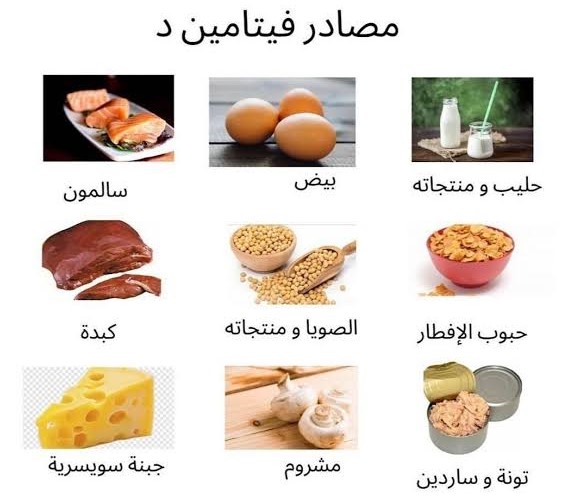 مصادر فيتامين د
حليب و منتجاته
بيض
سالمون
حبوب الإفطار
الصويا و منتجاته
كبدة
تونة و ساردين
مشروم
جبنة سويسرية